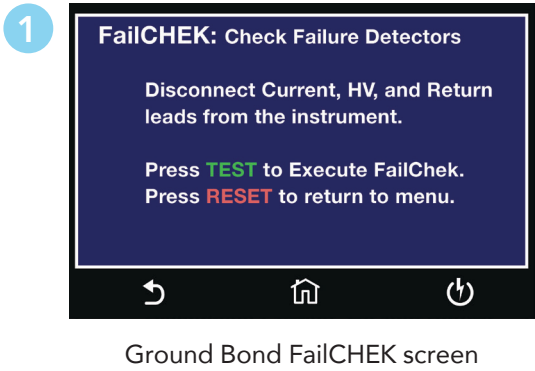 1
FailCHEK: Check Failure Detectors
Disconnect Current, HV, and Return
leads from the instrument.
Press TEST to Execute FailChek.
Press RESET to return to menu.
Ground Bond FailCHEK screen